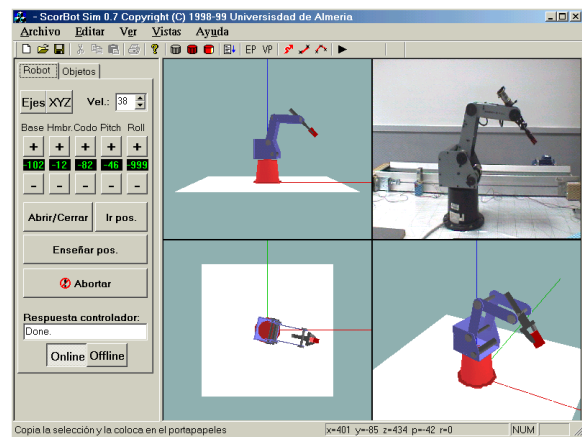 - ScorBot Sim 0.7 Copyright (C) 1998-99 Universisdad de Almeria
Archivo Editar Ver Vistas Ayuda
EP VP
Robot Objetos
Ejes XYZ Vel.: 38
Base Hmbr. Codo Pitch Roll
+ + + + +
-102 -12 -82 -46 -999
- - - - -
Abrir/Cerrar Ir pos.
Enseñar pos.
Abortar
Respuesta controlador:
Done.
Online Offline
Copia la selección y la coloca en el portapapeles x=401 y=-85 z=434 p=-42 r=0 NUM